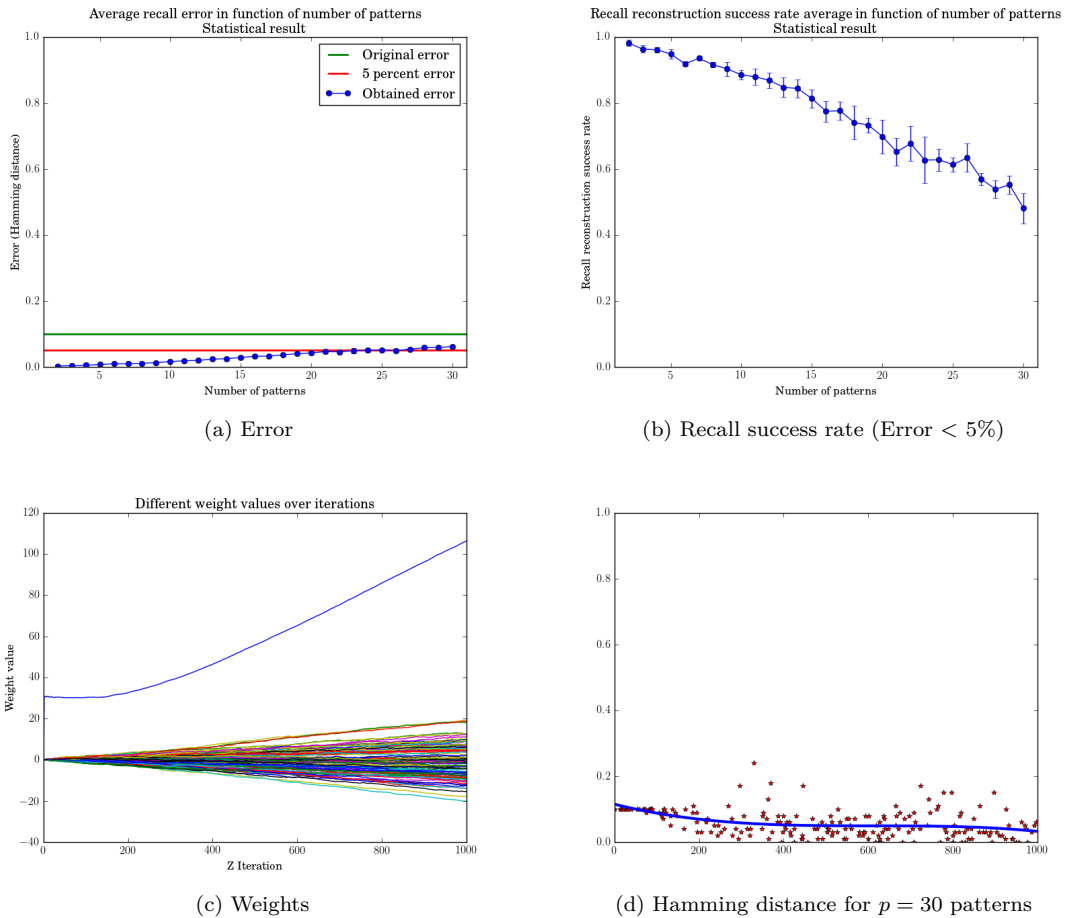 Average recall error in function of number of patterns
Statistical result
1.0
0.8
0.6
0.4
0.2
0.0
Error (Hamming distance)
Original error
5 percent error
Obtained error
5
10
15
20
25
30
Number of patterns
(a) Error
Recall reconstruction success rate average in function of number of patterns
Statistical result
1.0
0.8
0.6
0.4
0.2
0.0
Recall reconstruction success rate
5
10
15
20
25
30
Number of patterns
(b) Recall success rate (Error < 5%)
Different weight values over iterations
120
100
80
60
40
20
0
−20
−40
Weight value
0
200
400
600
800
1000
Z Iteration
(c) Weights
1.0
0.8
0.6
0.4
0.2
0.0
0
200
400
600
800
1000
(d) Hamming distance for p = 30 patterns